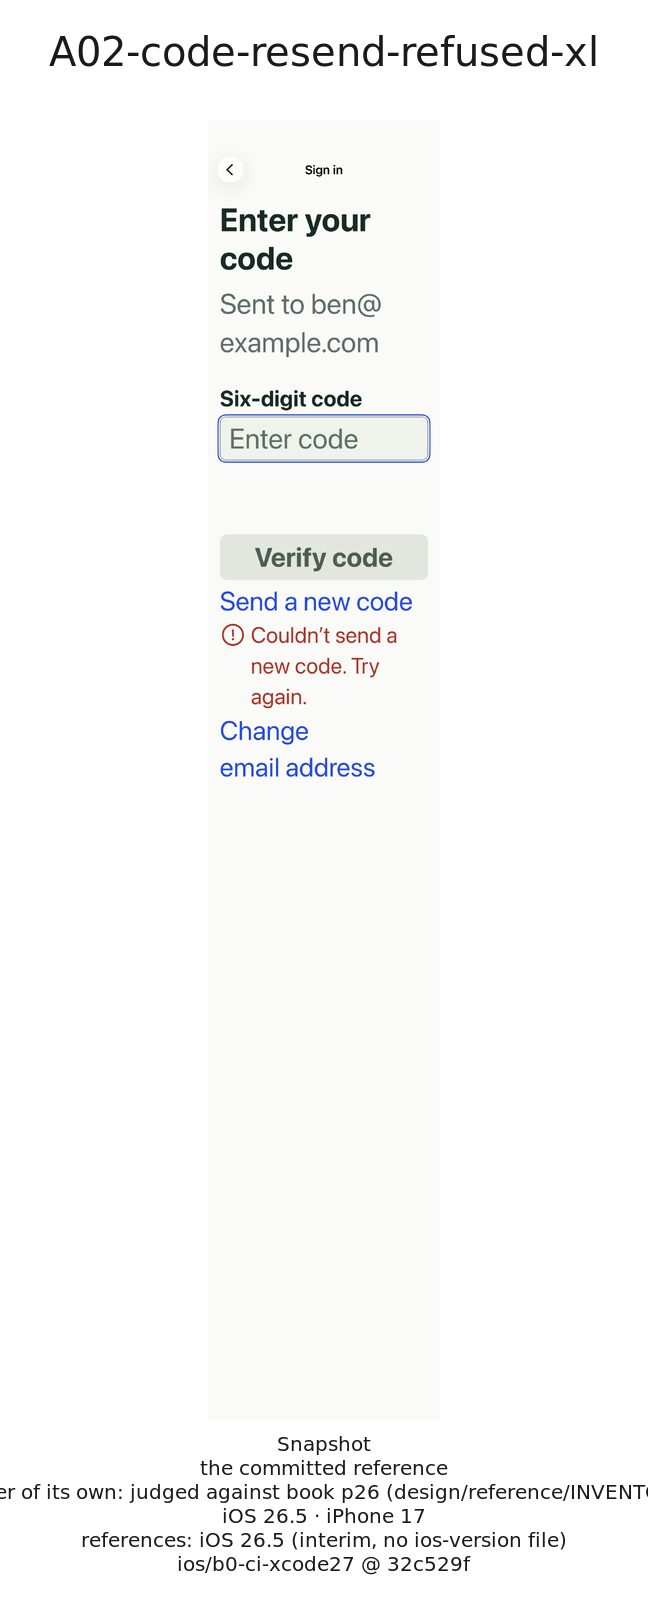 A02-code-resend-refused-xl
Sign in
Enter your
code
Sent to ben@
example.com
Six-digit code
Enter code
Verify code
Send a new code
Couldn’t send a
new code. Try
again.
Change
email address
Snapshot
the committed reference
er of its own: judged against book p26 (design/reference/INVENTO
iOS 26.5 · iPhone 17
references: iOS 26.5 (interim, no ios-version file)
ios/b0-ci-xcode27 @ 32c529f